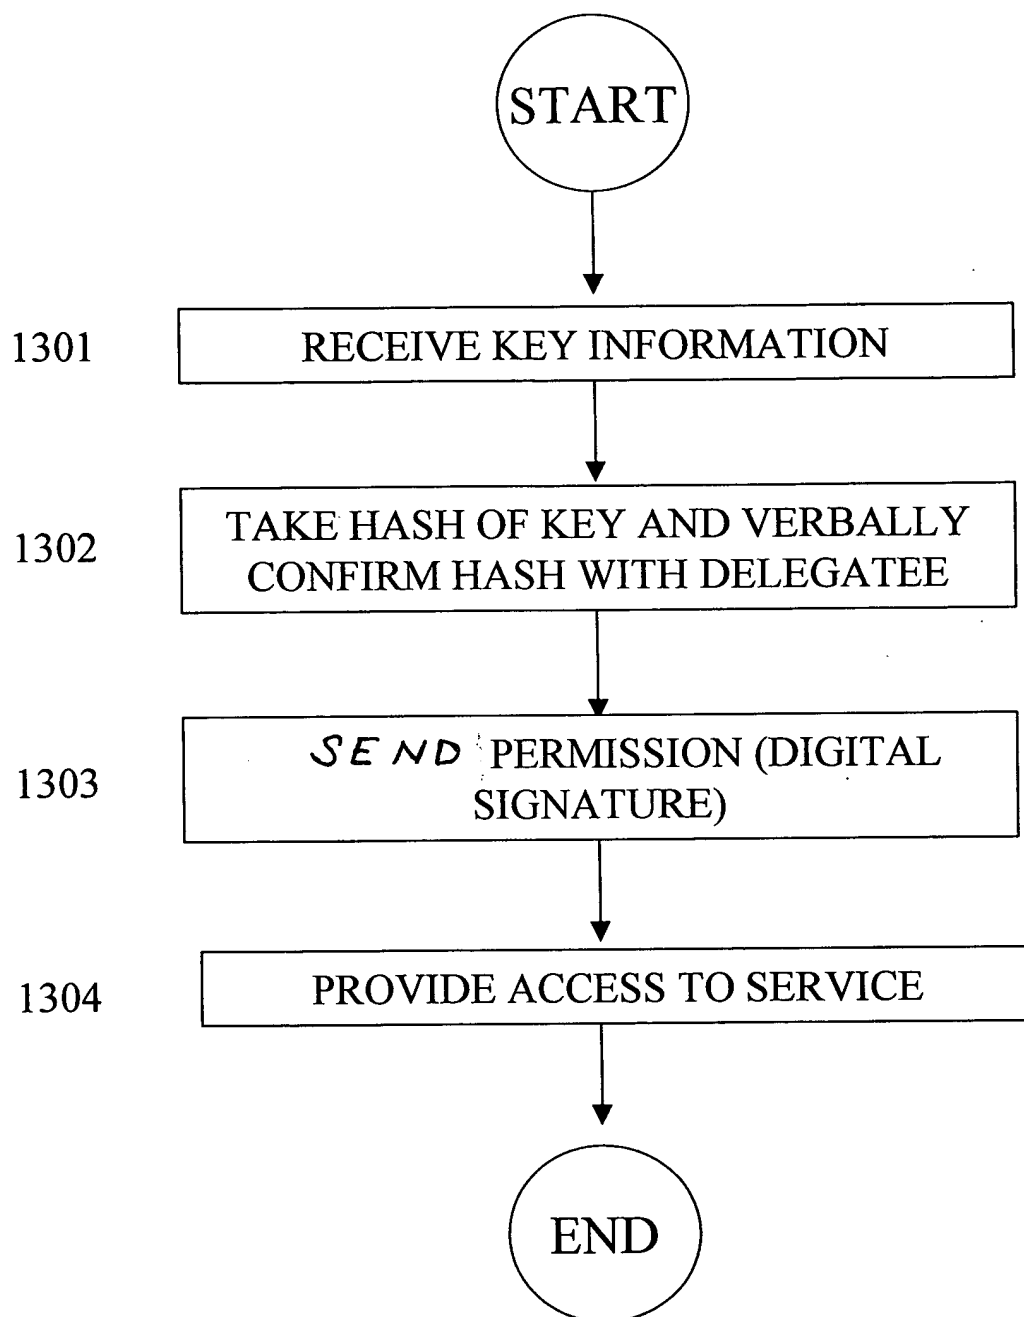 START
1301
RECEIVE KEY INFORMATION
1302
TAKE HASH OF KEY AND VERBALLY
CONFIRM HASH WITH DELEGATEE
1303
SEND PERMISSION (DIGITAL
SIGNATURE)
1304
PROVIDE ACCESS TO SERVICE
END